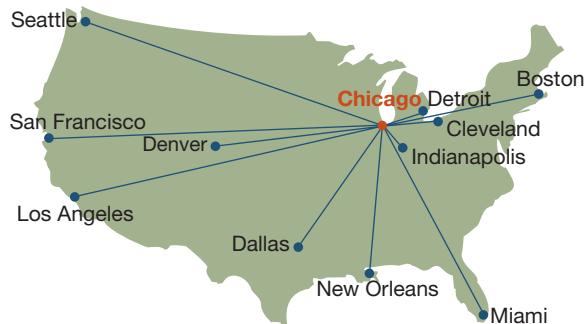 Seattle
Boston
Chicago
Detroit
San Francisco
Cleveland
Denver
Indianapolis
Los Angeles
Dallas
New Orleans
Miami